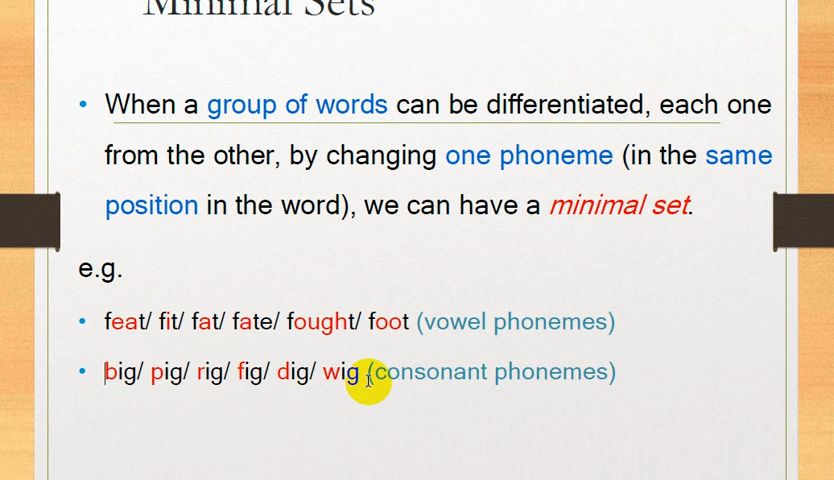 Minimal Sets
When a group of words can be differentiated, each one
from the other, by changing one phoneme (in the same
position in the word), we can have a minimal set.
e.g.
feat/ fit/ fat/ fate/ fought/ foot (vowel phonemes)
big/ pig/ rig/ fig/ dig/ wig (consonant phonemes)